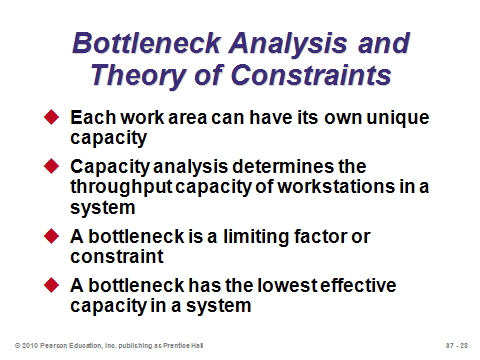 Bottleneck Analysis and
Theory of Constraints
Each work area can have its own unique
capacity
Capacity analysis determines the
throughput capacity of workstations in a
system
A bottleneck is a limiting factor or
constraint
A bottleneck has the lowest effective
capacity in a system
© 2010 Pearson Education, Inc. publishing as Prentice Hall
S7 - 28